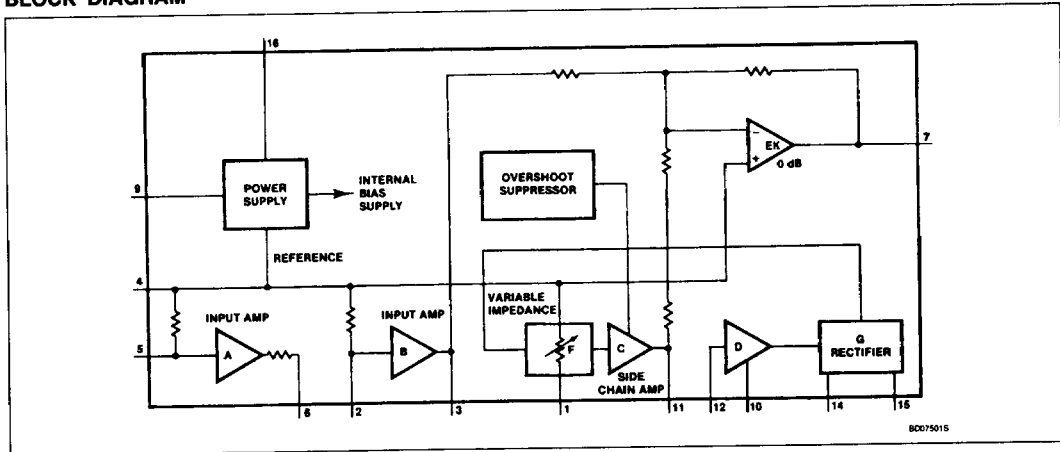 BLOCK DIAGRAM
16
7
EK
0 dB
OVERSHOOT
SUPPRESSOR
9
POWER
SUPPLY
INTERNAL
BIAS
SUPPLY
REFERENCE
4
VARIABLE
IMPEDANCE
INPUT AMP
INPUT AMP
5
A
B
F
C
D
G
RECTIFIER
SIDE
CHAIN AMP
6
2
3
1
11
12
10
14
15
BD07501S